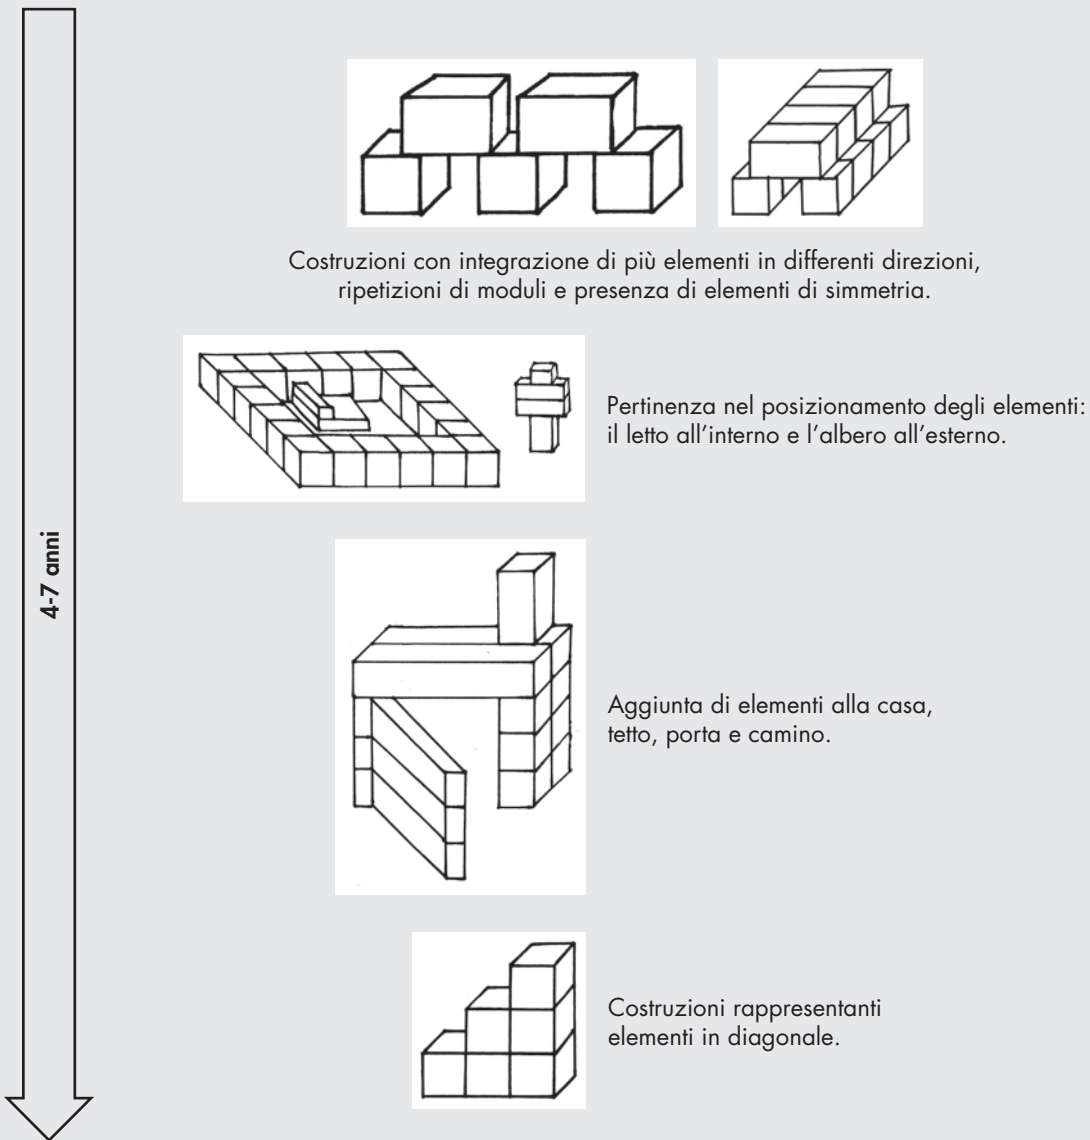 Costruzioni con integrazione di più elementi in differenti direzioni,
ripetizioni di moduli e presenza di elementi di simmetria.
Pertinenza nel posizionamento degli elementi:
il letto all'interno e l'albero all'esterno.
4-7 anni
Aggiunta di elementi alla casa,
tetto, porta e camino.
Costruzioni rappresentanti
elementi in diagonale.